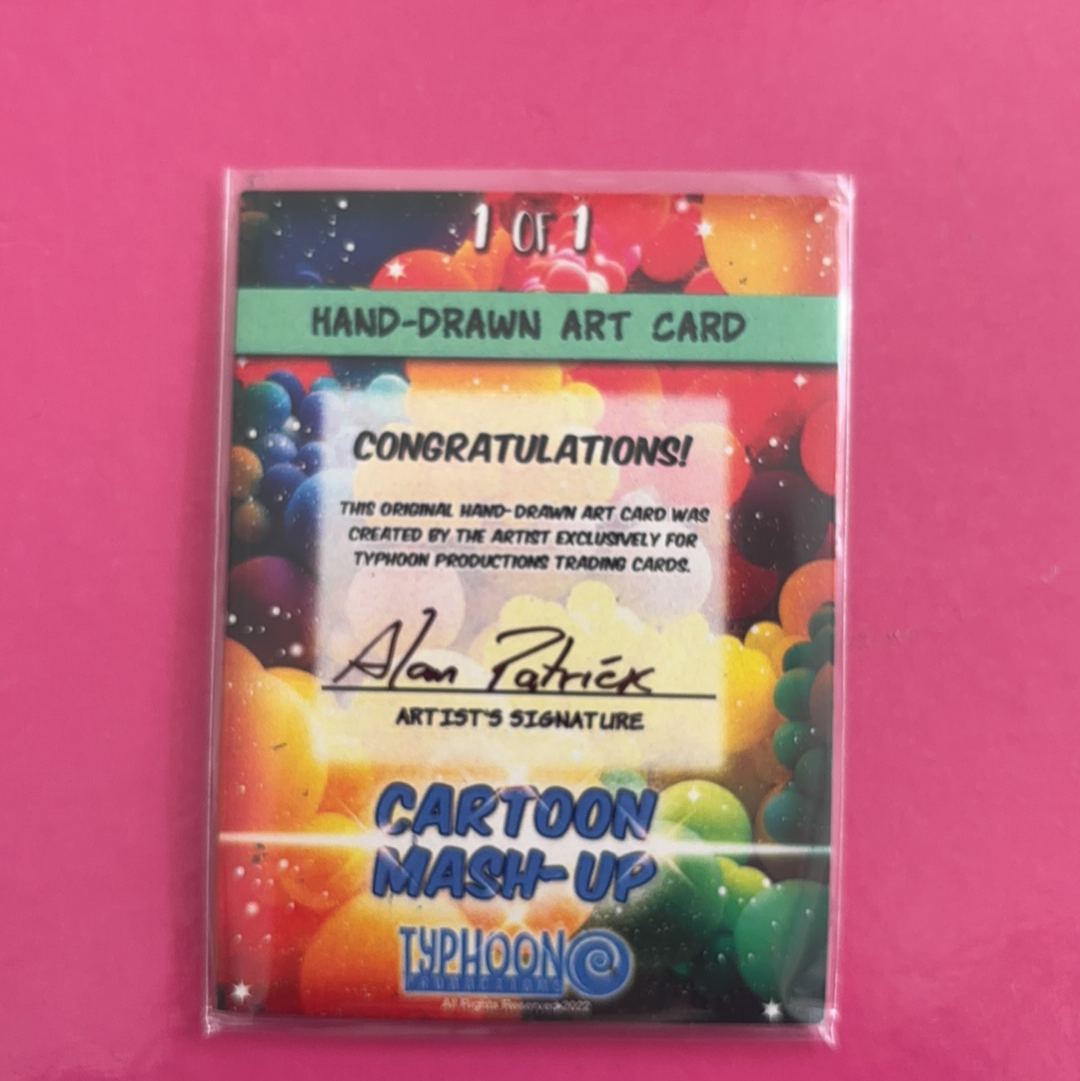 1 OF 1
HAND-DRAWN ART CARD
CONGRATULATIONS!
THIS ORIGINAL HAND-DRAWN ART CARD WAS
CREATED BY THE ARTIST EXCLUSIVELY FOR
TYPHOON PRODUCTIONS TRADING CARDS.
Alan Patrick
ARTIST'S SIGNATURE
CARTOON
MASH-UP
TYPHOON
PRODUCTIONS
All Rights Reserved 2022